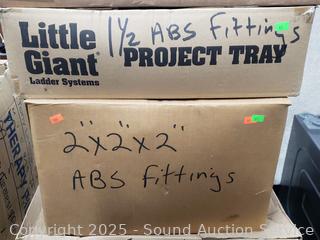 Little
Giant
Ladder Systems
1½ ABS Fittings
PROJECT TRAY
2"x2"x2"
ABS Fittings
THERAPY
Copyright 2025 - Sound Auction Service